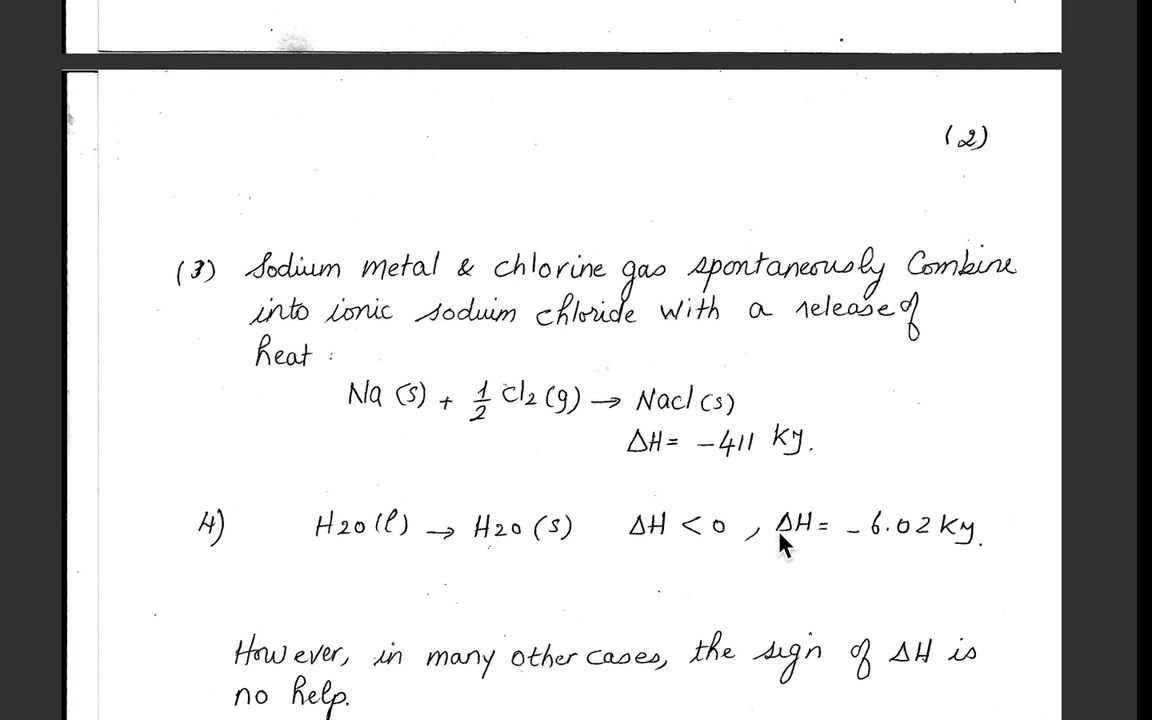 (2)
(3) Sodium metal & chlorine gas spontaneously Combine
into ionic sodium chloride with a release of
heat :
Na (s) + 1/2 Cl2 (g) → Nacl (s)
ΔH = -411 KJ.
4) H2O (l) → H2O (s) ΔH < 0 , ΔH = - 6.02 KJ.
However, in many other cases, the sign of ΔH is
no help.